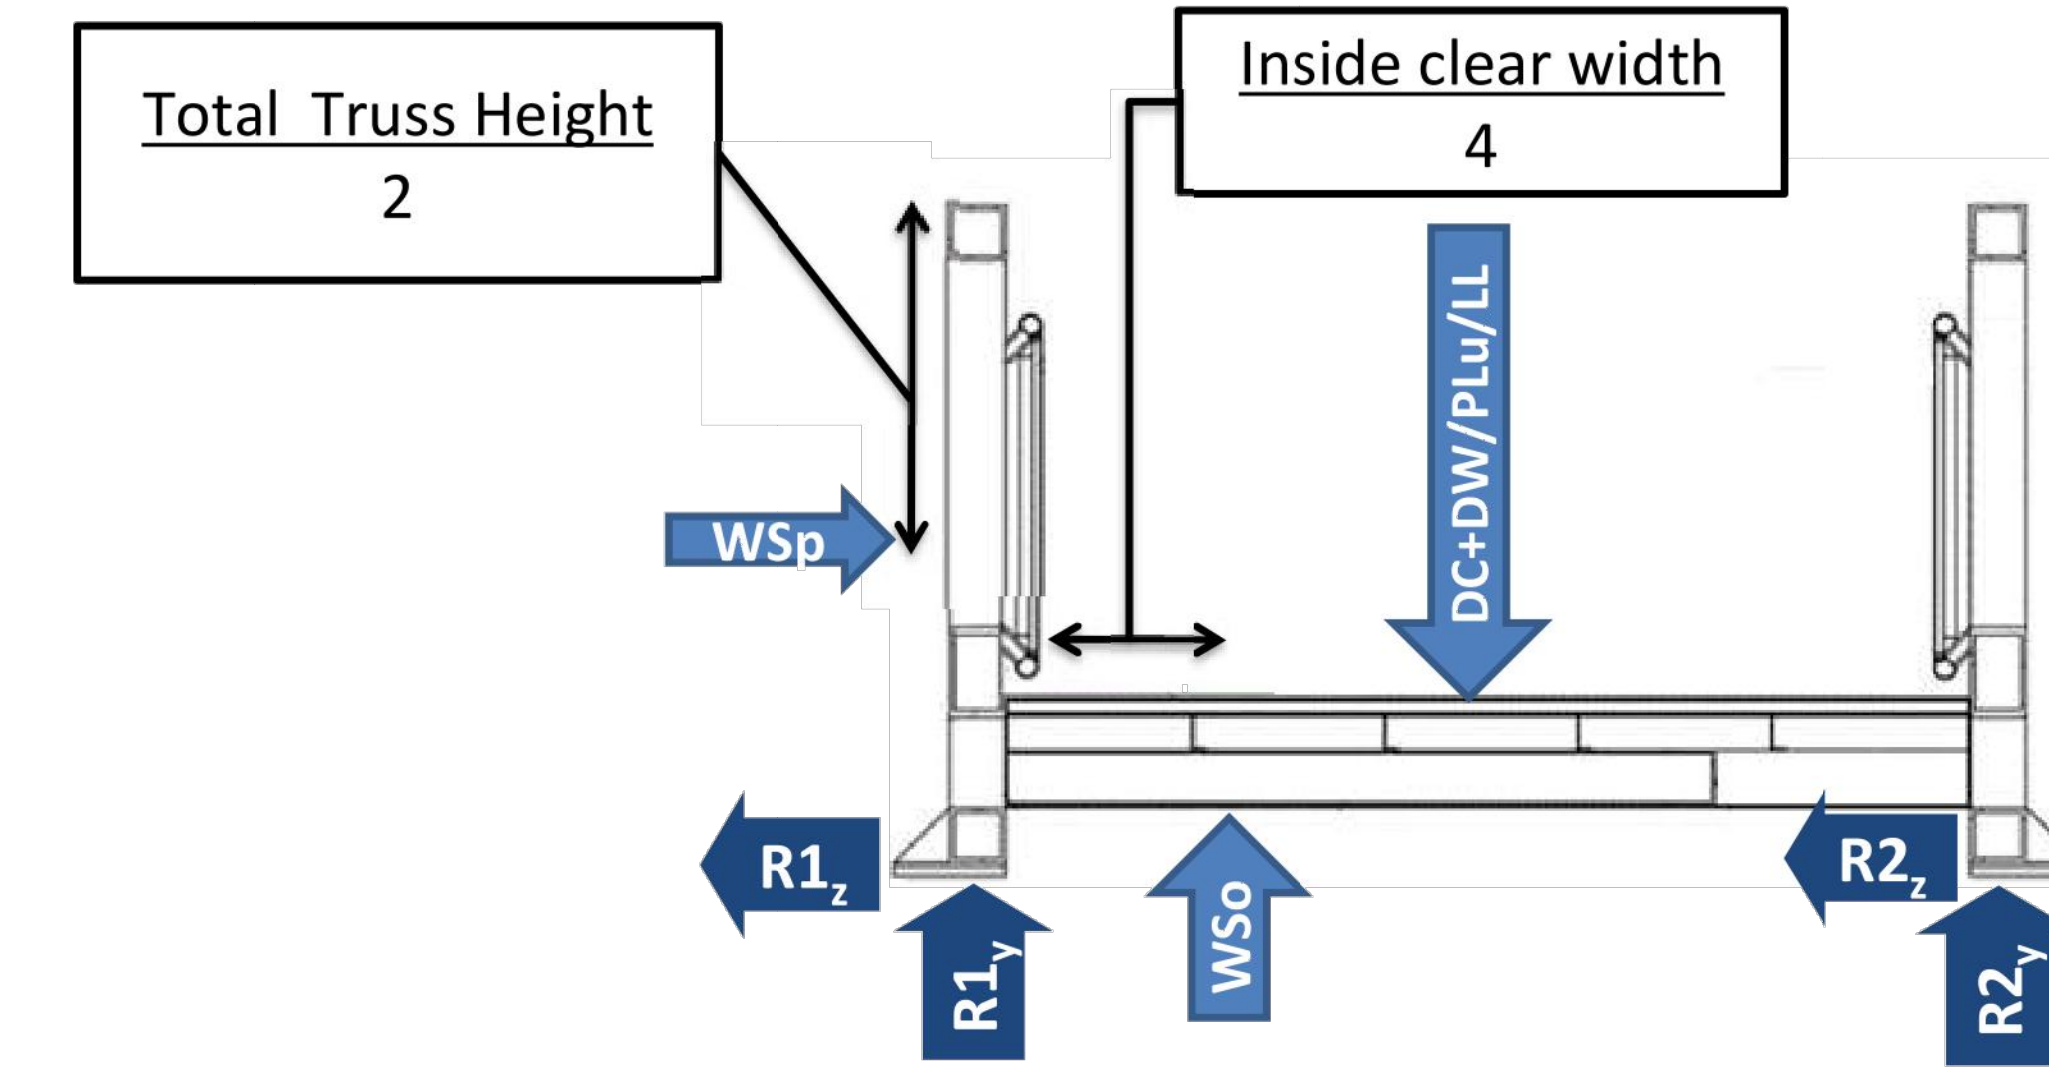 Total Truss Height
2
Inside clear width
4
DC+DW/PLu/LL
WSp
R1z
R2z
WSo
R1y
R2y